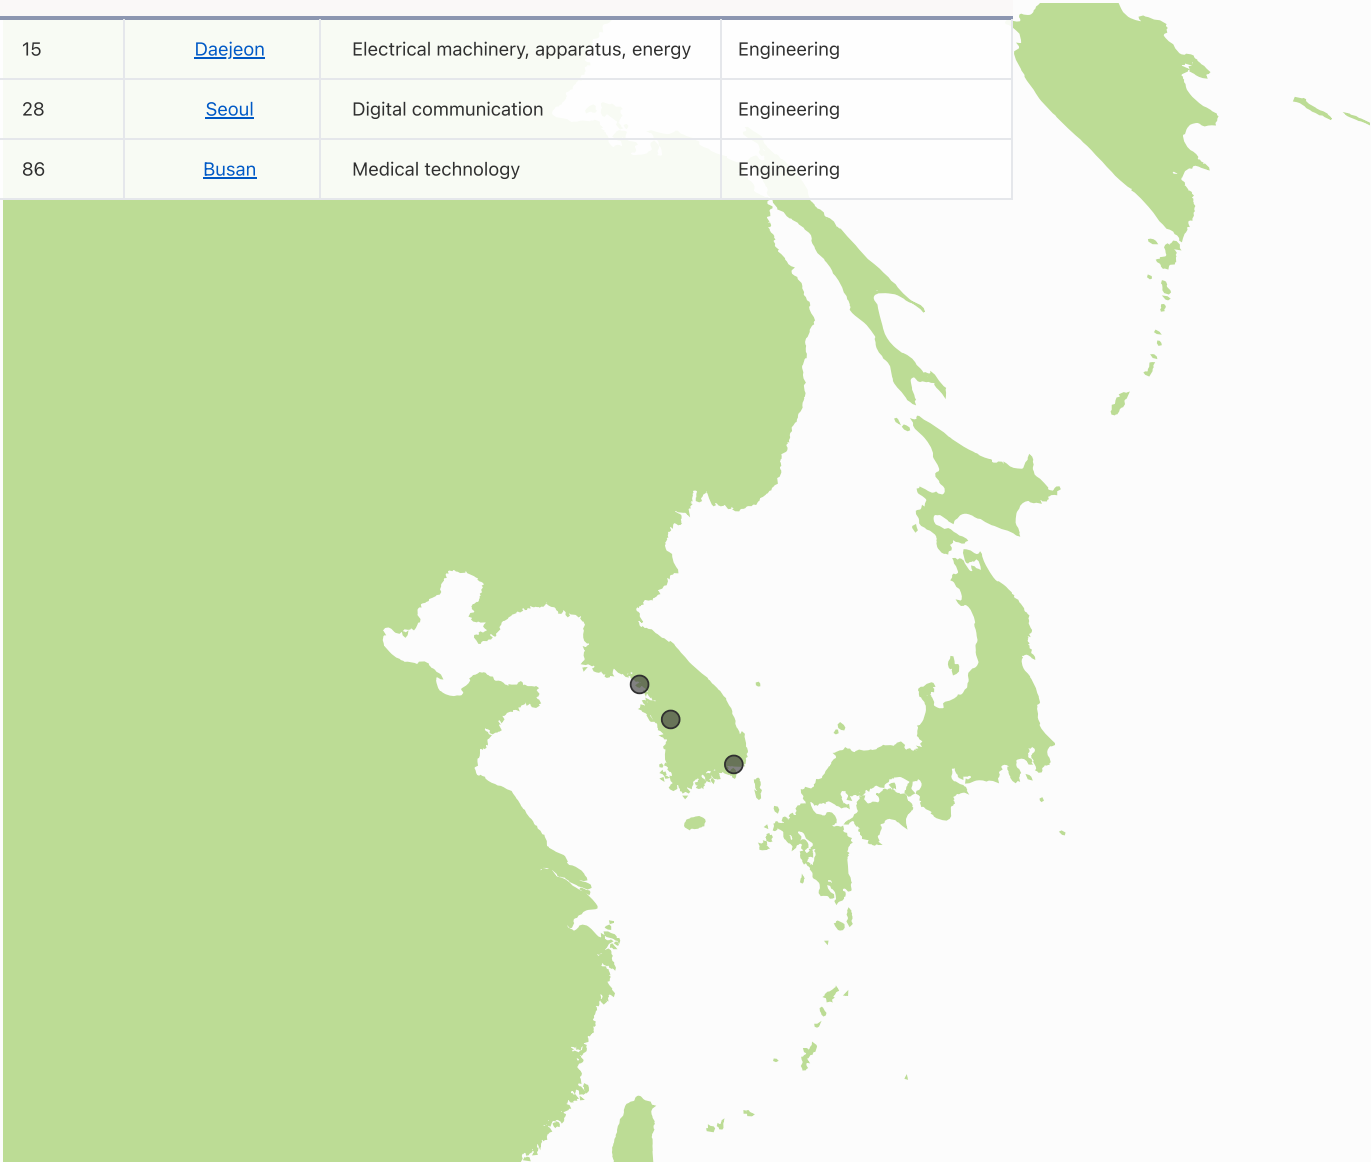 15 Daejeon Electrical machinery, apparatus, energy Engineering
28 Seoul Digital communication Engineering
86 Busan Medical technology Engineering